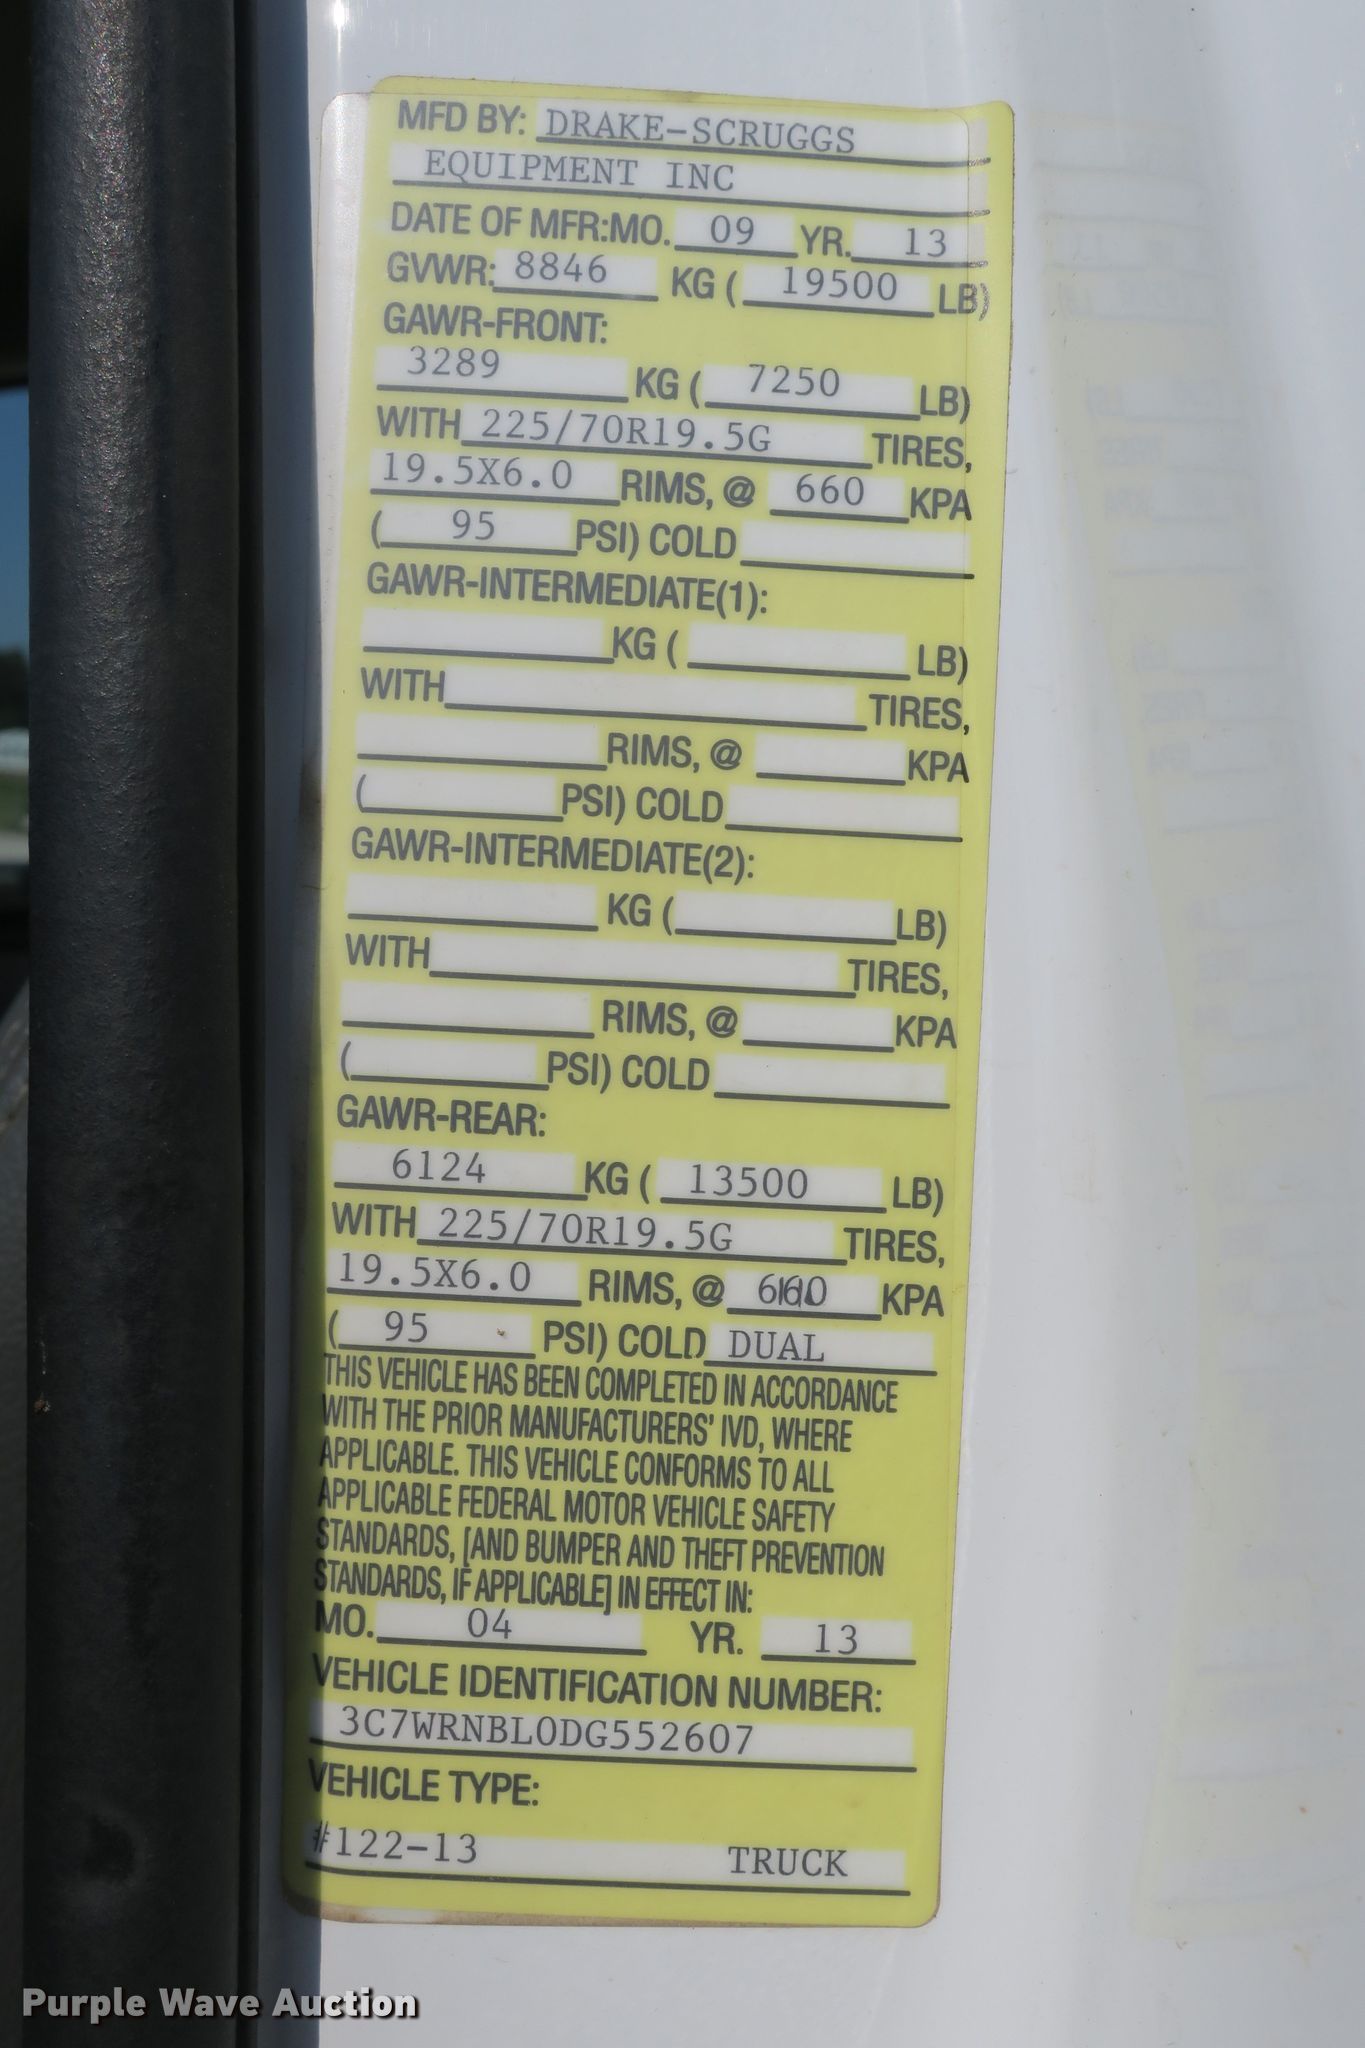 MFD BY: DRAKE-SCRUGGS
EQUIPMENT INC
DATE OF MFR:MO. 09 YR. 13
GVWR: 8846 KG ( 19500 LB)
GAWR-FRONT:
3289 KG ( 7250 LB)
WITH 225/70R19.5G TIRES,
19.5X6.0 RIMS, @ 660 KPA
( 95 PSI) COLD
GAWR-INTERMEDIATE(1):
KG ( LB)
WITH TIRES,
RIMS, @ KPA
( PSI) COLD
GAWR-INTERMEDIATE(2):
KG ( LB)
WITH TIRES,
RIMS, @ KPA
( PSI) COLD
GAWR-REAR:
6124 KG ( 13500 LB)
WITH 225/70R19.5G TIRES,
19.5X6.0 RIMS, @ KPA
( 95 PSI) COLD DUAL
THIS VEHICLE HAS BEEN COMPLETED IN ACCORDANCE
WITH THE PRIOR MANUFACTURERS' IVD, WHERE
APPLICABLE. THIS VEHICLE CONFORMS TO ALL
APPLICABLE FEDERAL MOTOR VEHICLE SAFETY
STANDARDS, [AND BUMPER AND THEFT PREVENTION
STANDARDS, IF APPLICABLE] IN EFFECT IN:
MO. 04 YR. 13
VEHICLE IDENTIFICATION NUMBER:
3C7WRNBL0DG552607
VEHICLE TYPE:
#122-13 TRUCK
Purple Wave Auction